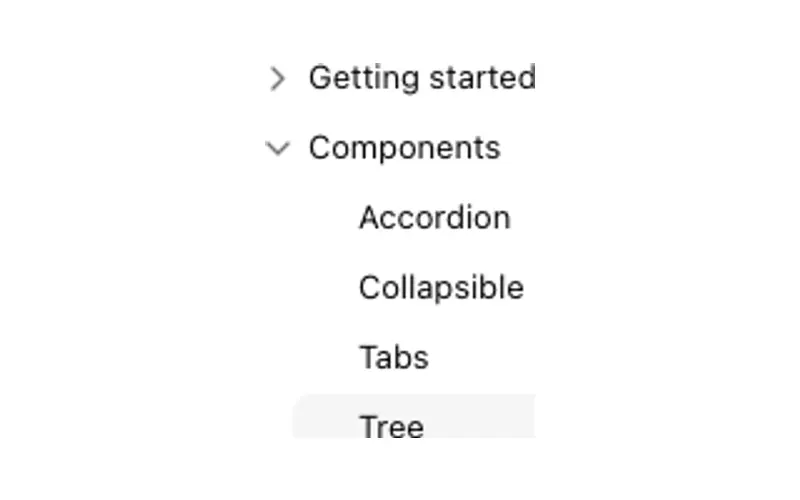 Getting started
Components
Accordion
Collapsible
Tabs
Tree